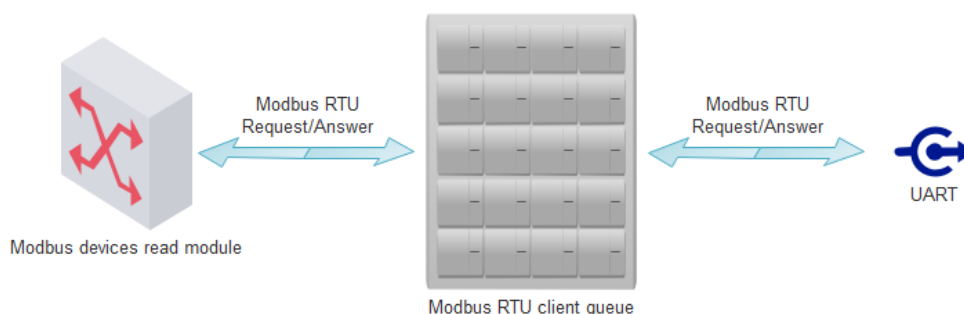 Modbus RTU
Request/Answer
Modbus RTU
Request/Answer
UART
Modbus devices read module
Modbus RTU client queue